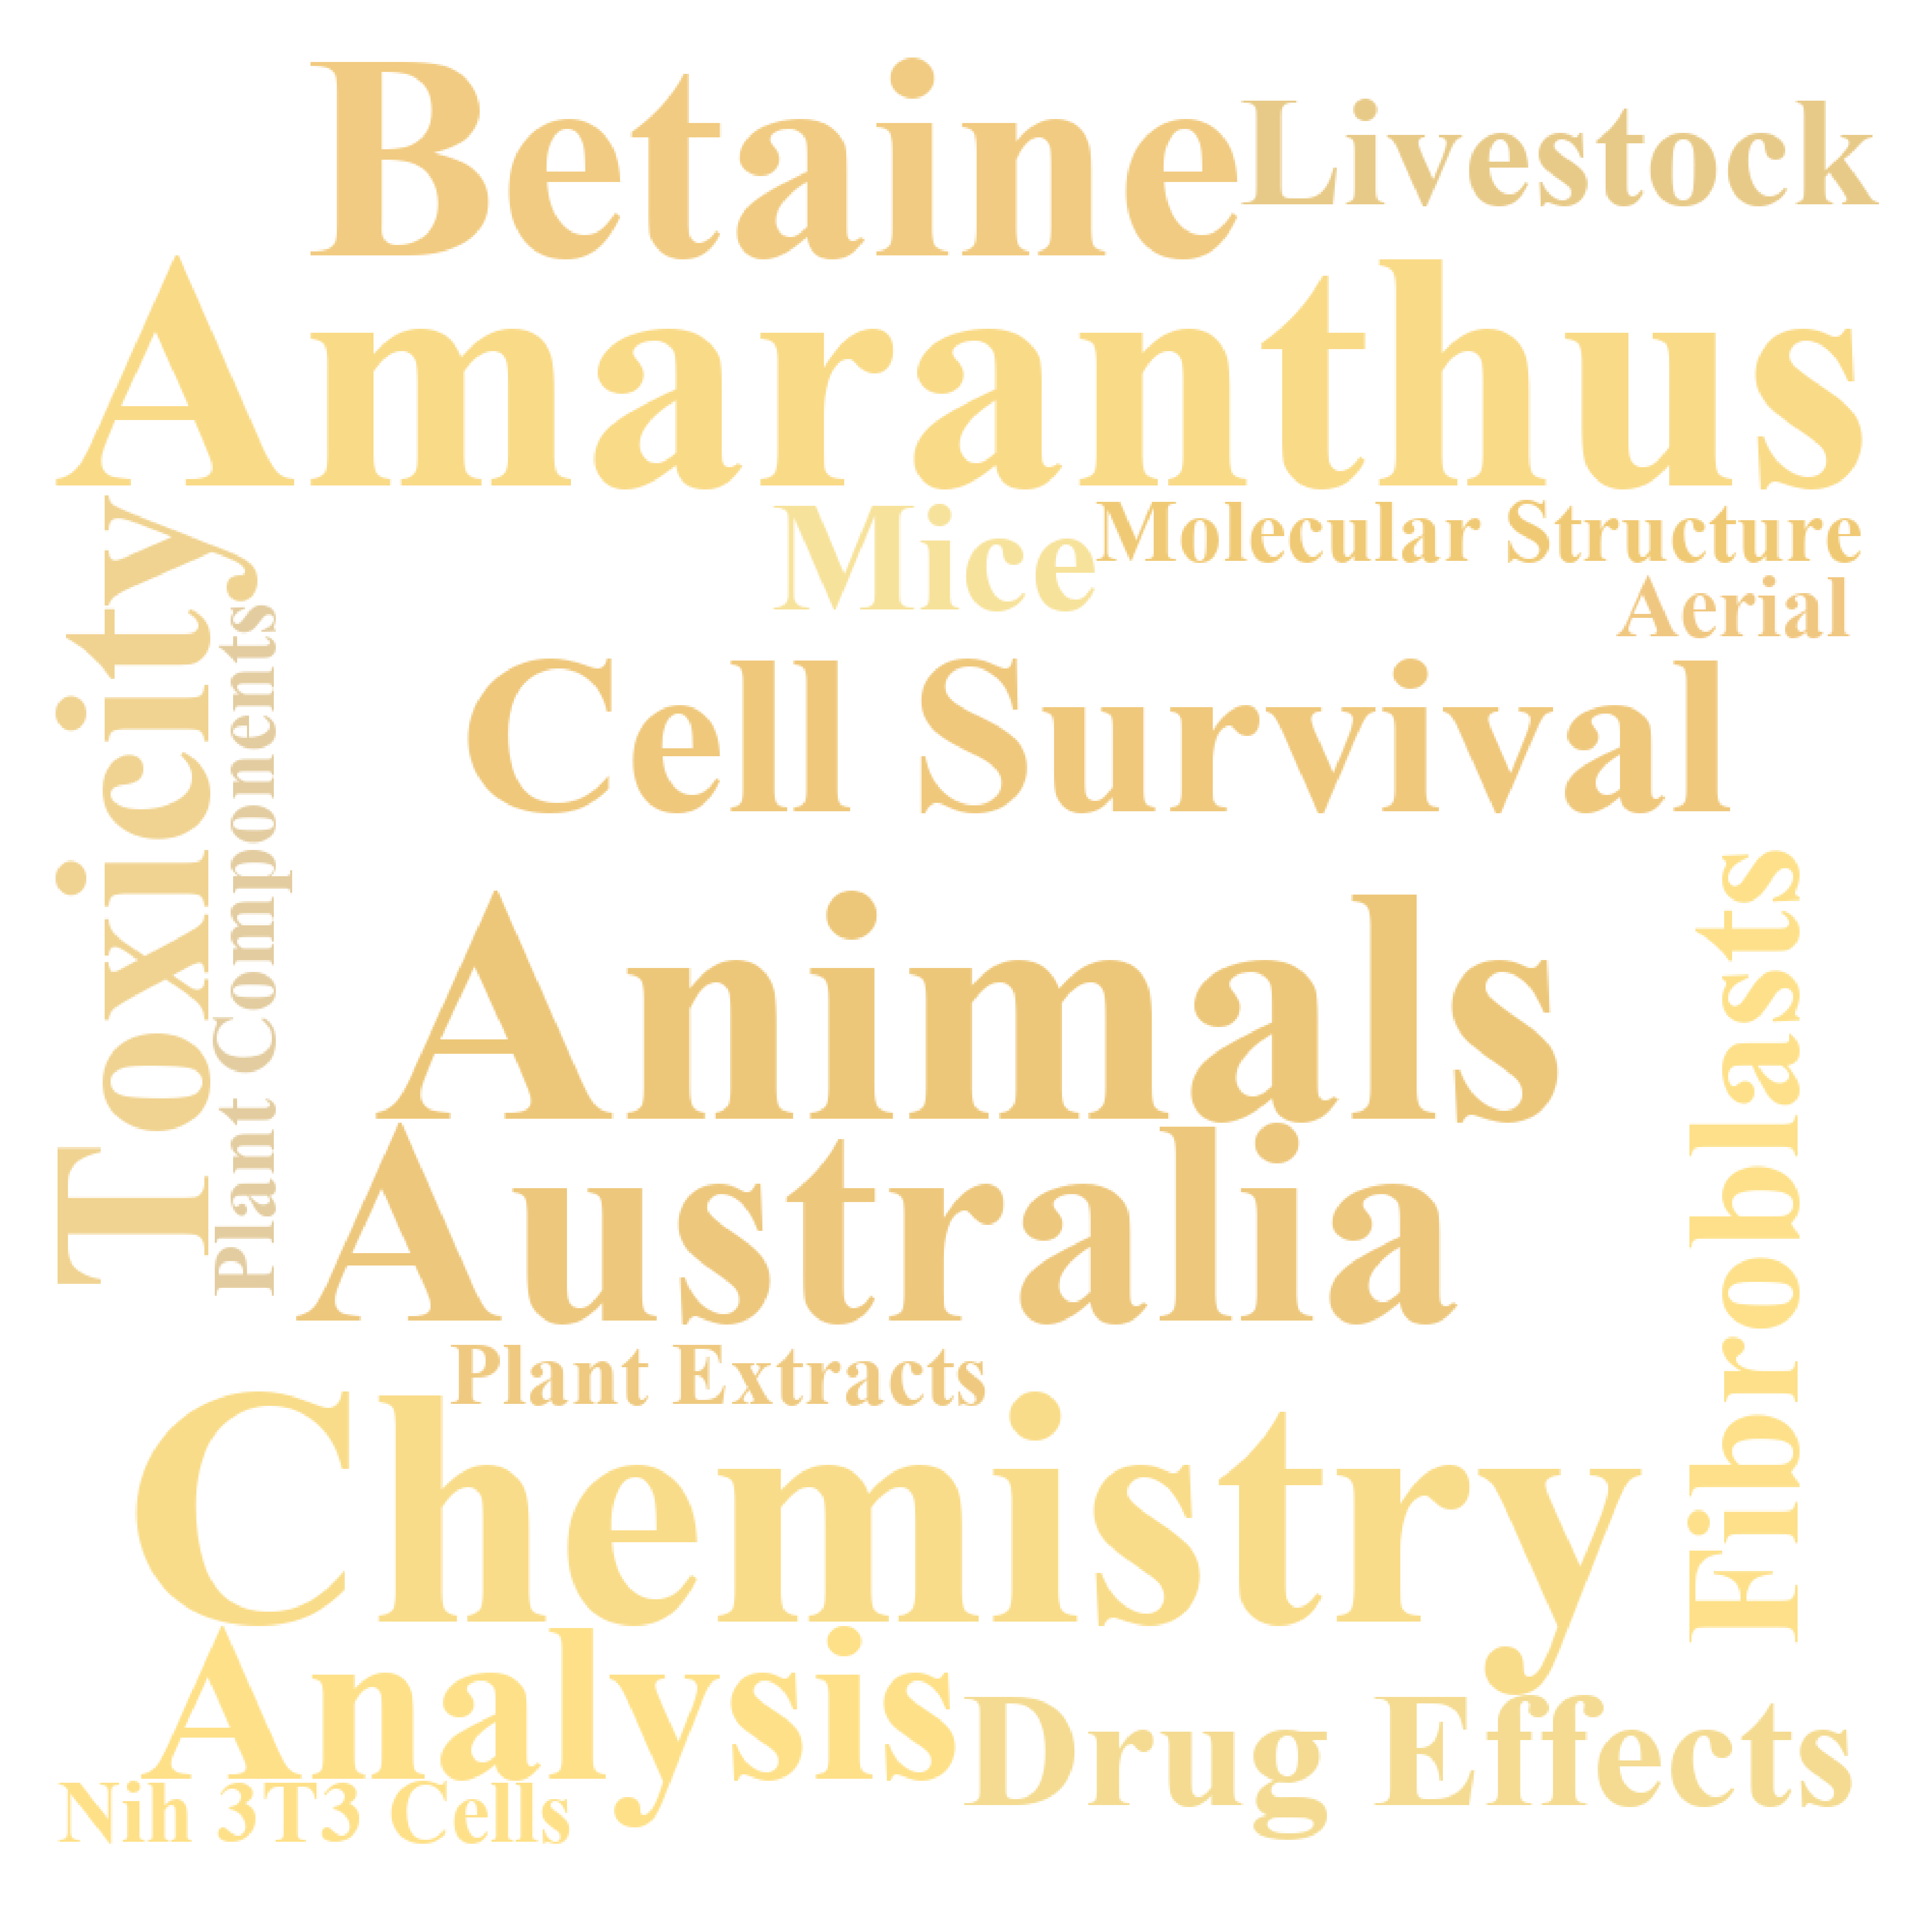 Betaine
Livestock
Amaranthus
Mice
Molecular Structure
Aerial
Toxicity
Plant Components
Cell Survival
Animals
Fibroblasts
Australia
Plant Extracts
Chemistry
Analysis
Drug Effects
Nih 3T3 Cells